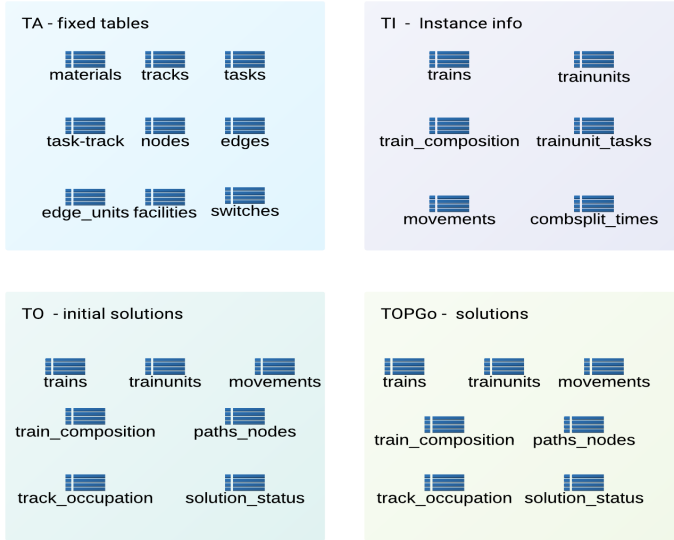 TA - fixed tables
materials tracks tasks
task-track nodes edges
edge_units facilities switches
TI - Instance info
trains trainunits
train_composition trainunit_tasks
movements combsplit_times
TO - initial solutions
trains trainunits movements
train_composition paths_nodes
track_occupation solution_status
TOPGo - solutions
trains trainunits movements
train_composition paths_nodes
track_occupation solution_status